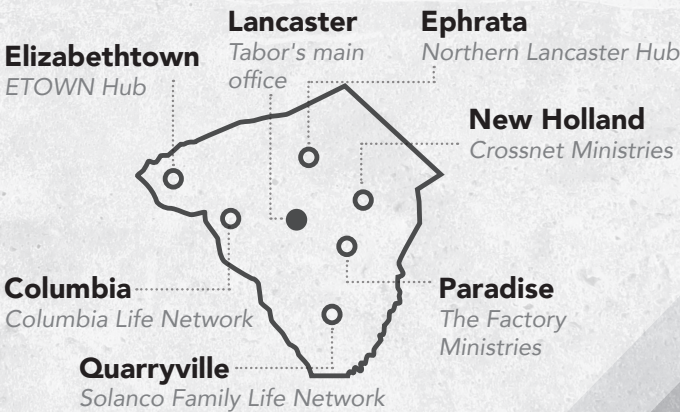 Lancaster
Tabor's main
office
Ephrata
Northern Lancaster Hub
Elizabethtown
ETOWN Hub
New Holland
Crossnet Ministries
Columbia
Columbia Life Network
Paradise
The Factory
Ministries
Quarryville
Solanco Family Life Network